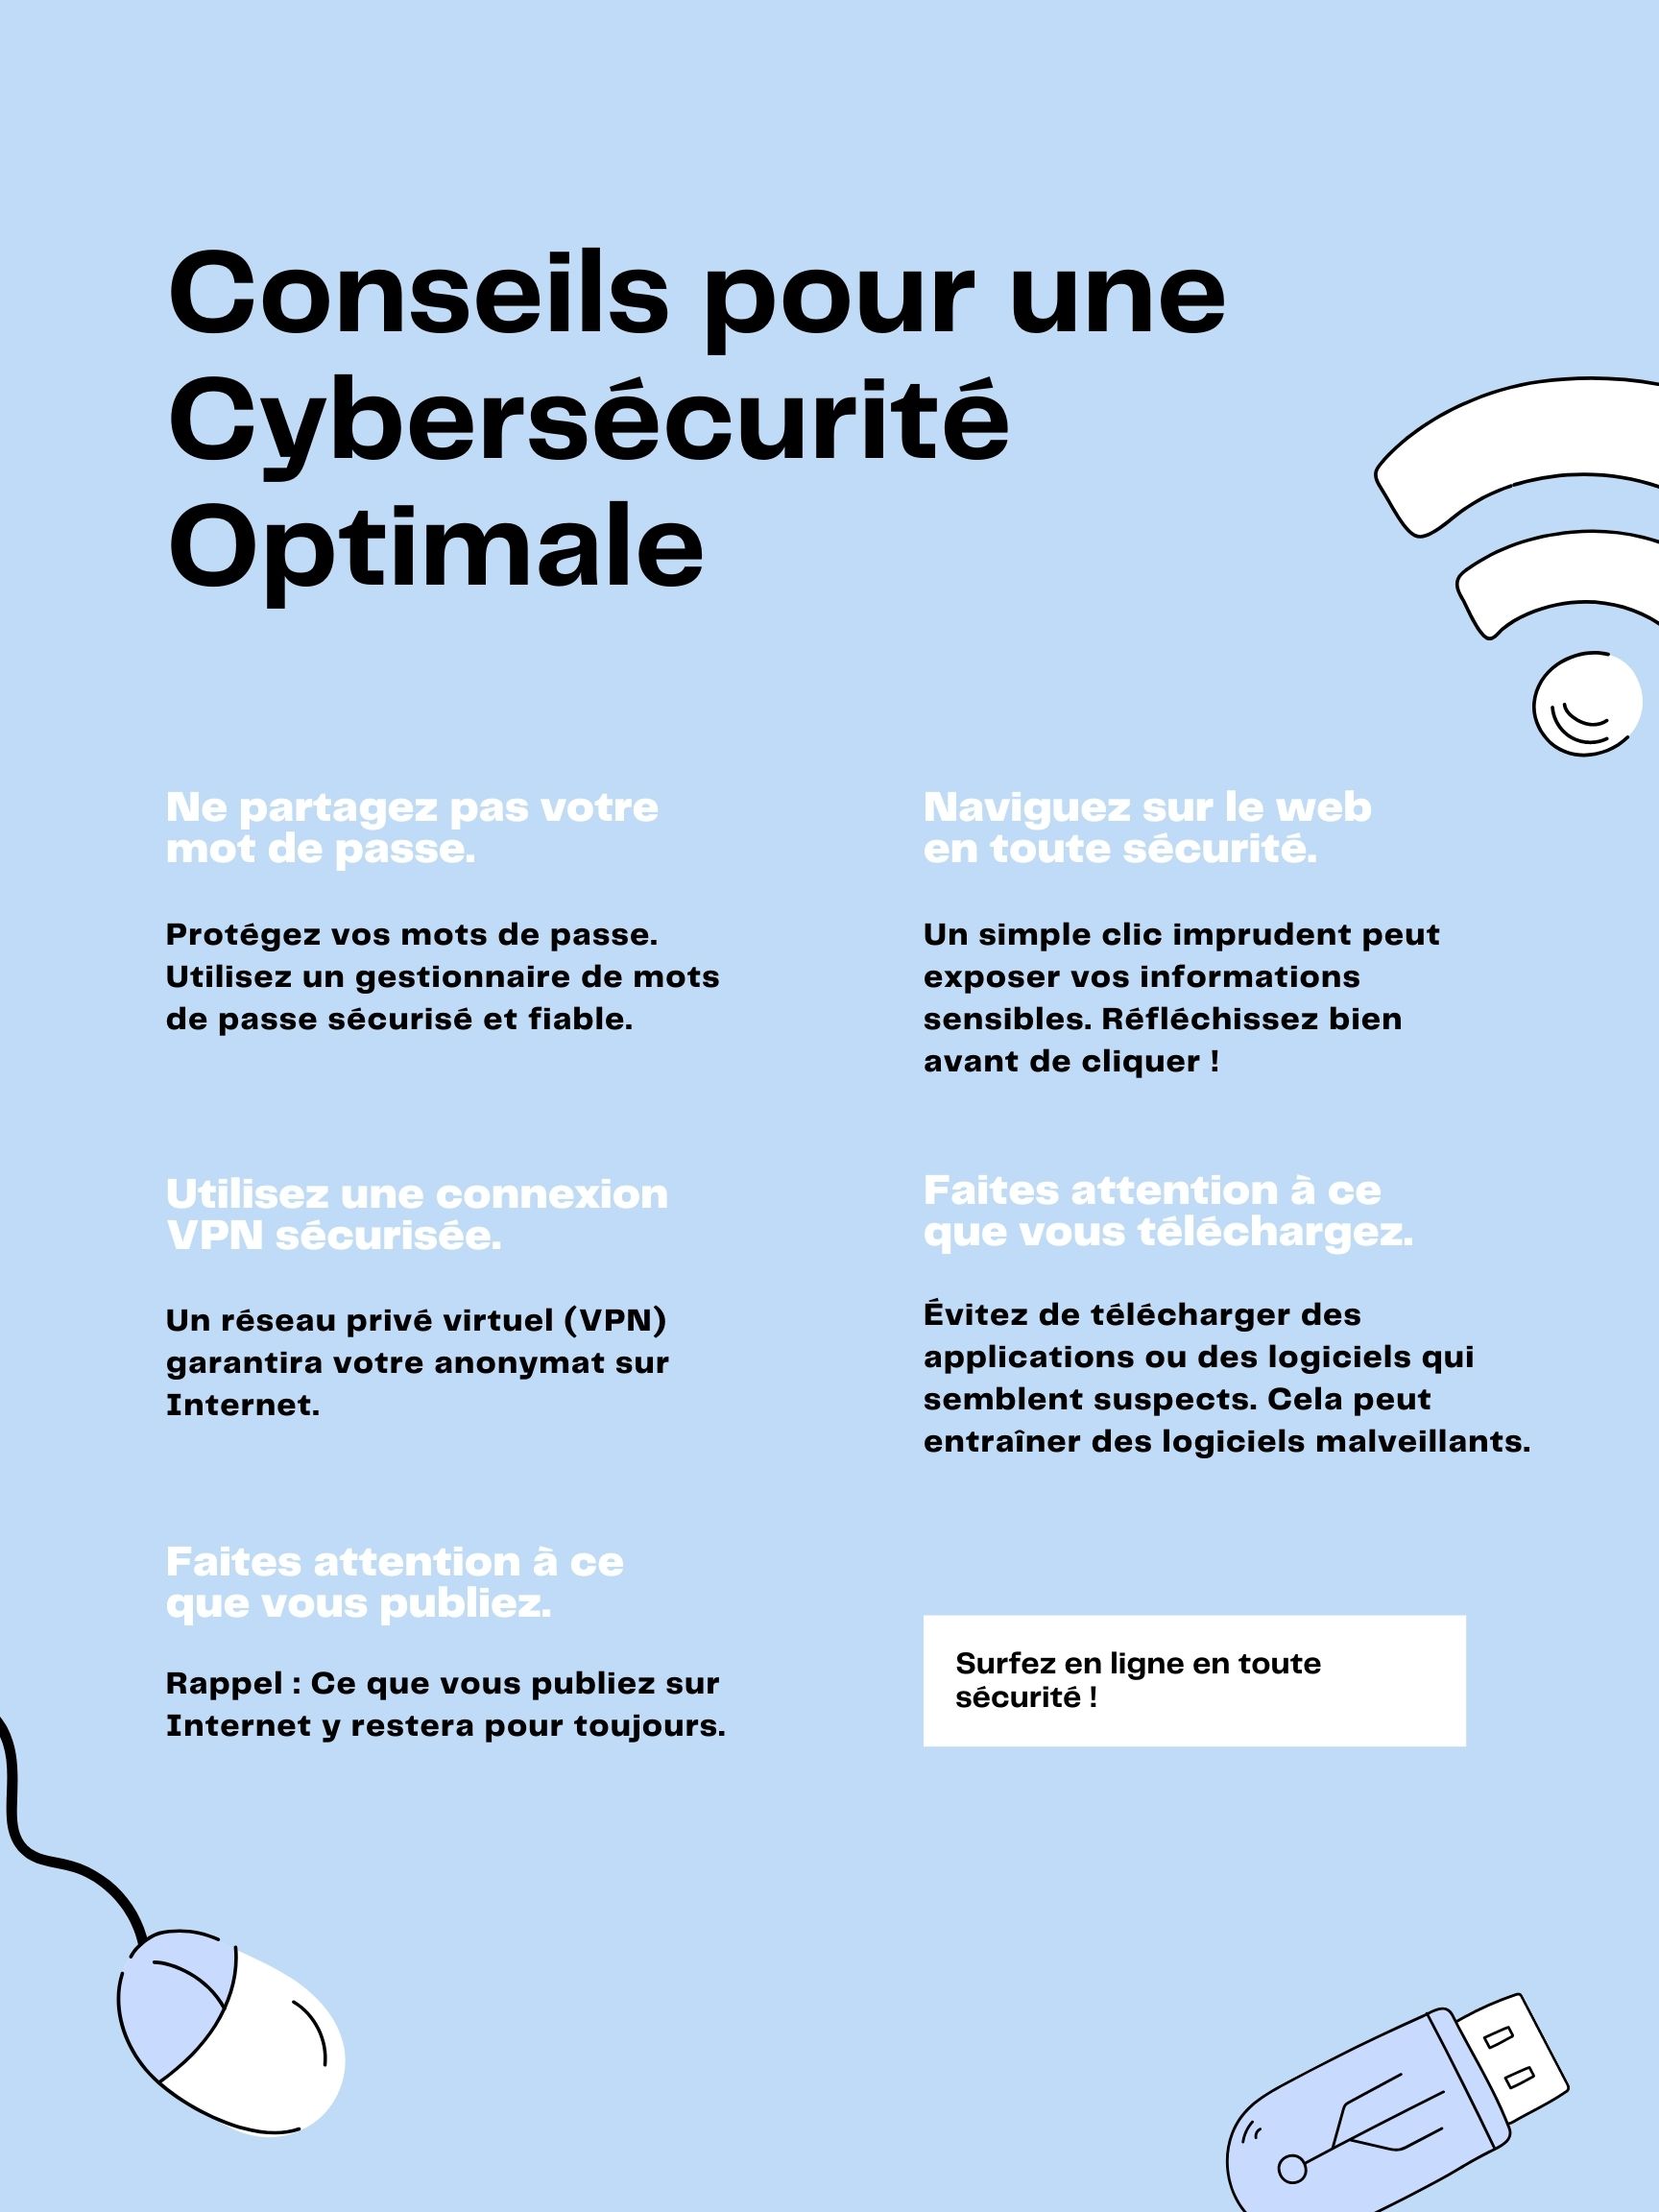 Conseils pour une
Cybersécurité
Optimale
Ne partagez pas votre
mot de passe.
Protégez vos mots de passe.
Utilisez un gestionnaire de mots
de passe sécurisé et fiable.
Utilisez une connexion
VPN sécurisée.
Un réseau privé virtuel (VPN)
garantira votre anonymat sur
Internet.
Faites attention à ce
que vous publiez.
Rappel : Ce que vous publiez sur
Internet y restera pour toujours.
Naviguez sur le web
en toute sécurité.
Un simple clic imprudent peut
exposer vos informations
sensibles. Réfléchissez bien
avant de cliquer !
Faites attention à ce
que vous téléchargez.
Évitez de télécharger des
applications ou des logiciels qui
semblent suspects. Cela peut
entraîner des logiciels malveillants.
Surfez en ligne en toute
sécurité !